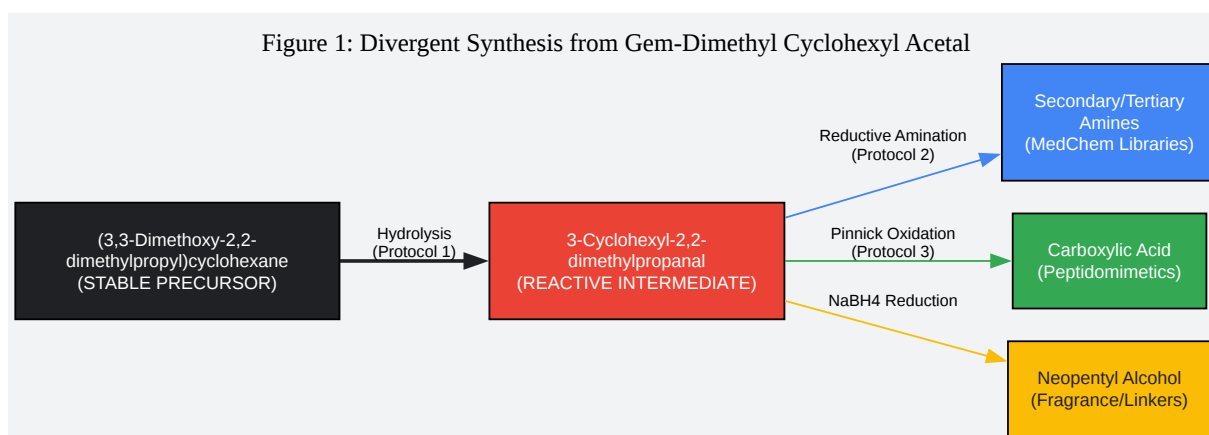 Figure 1: Divergent Synthesis from Gem-Dimethyl Cyclohexyl Acetal
Secondary/Tertiary
Amines
(MedChem Libraries)
Reductive Amination
(Protocol 2)
(3,3-Dimethoxy-2,2-
dimethylpropyl)cyclohexane
(STABLE PRECURSOR)
Hydrolysis
(Protocol 1)
3-Cyclohexyl-2,2-
dimethylpropanal
(REACTIVE INTERMEDIATE)
Pinnick Oxidation
(Protocol 3)
Carboxylic Acid
(Peptidomimetics)
NaBH4 Reduction
Neopentyl Alcohol
(Fragrance/Linkers)